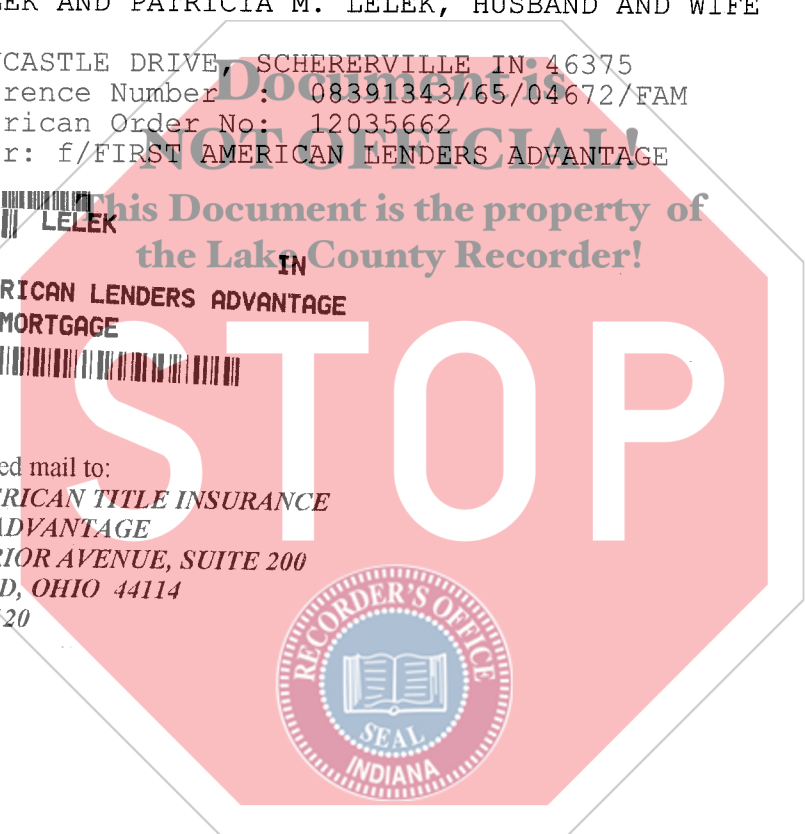 LEK AND PATRICIA M. LELEK, HUSBAND AND WIFE
CASTLE DRIVE, SCHERERVILLE IN 46375
rence Number : 08391343/65/04672/FAM
rican Order No: 12035662
r: f/FIRST AMERICAN LENDERS ADVANTAGE
Document is
NOT OFFICIAL!
This Document is the property of
the Lake County Recorder!
LELEK
IN
RICAN LENDERS ADVANTAGE
MORTGAGE
STOP
ed mail to:
ERICAN TITLE INSURANCE
ADVANTAGE
RIOR AVENUE, SUITE 200
D, OHIO 44114
20
RECORDER'S OFFICE
SEAL
INDIANA